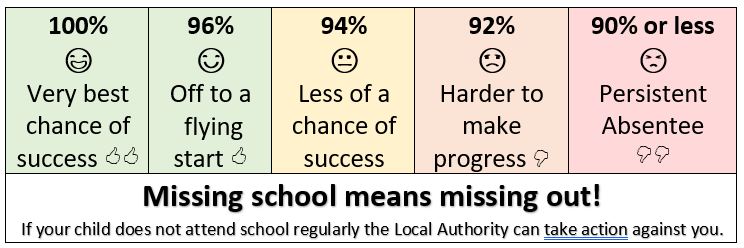 100% 96% 94% 92% 90% or less
Very best Off to a Less of a Harder to Persistent
chance of flying chance of make Absentee
success start success progress
Missing school means missing out!
If your child does not attend school regularly the Local Authority can take action against you.